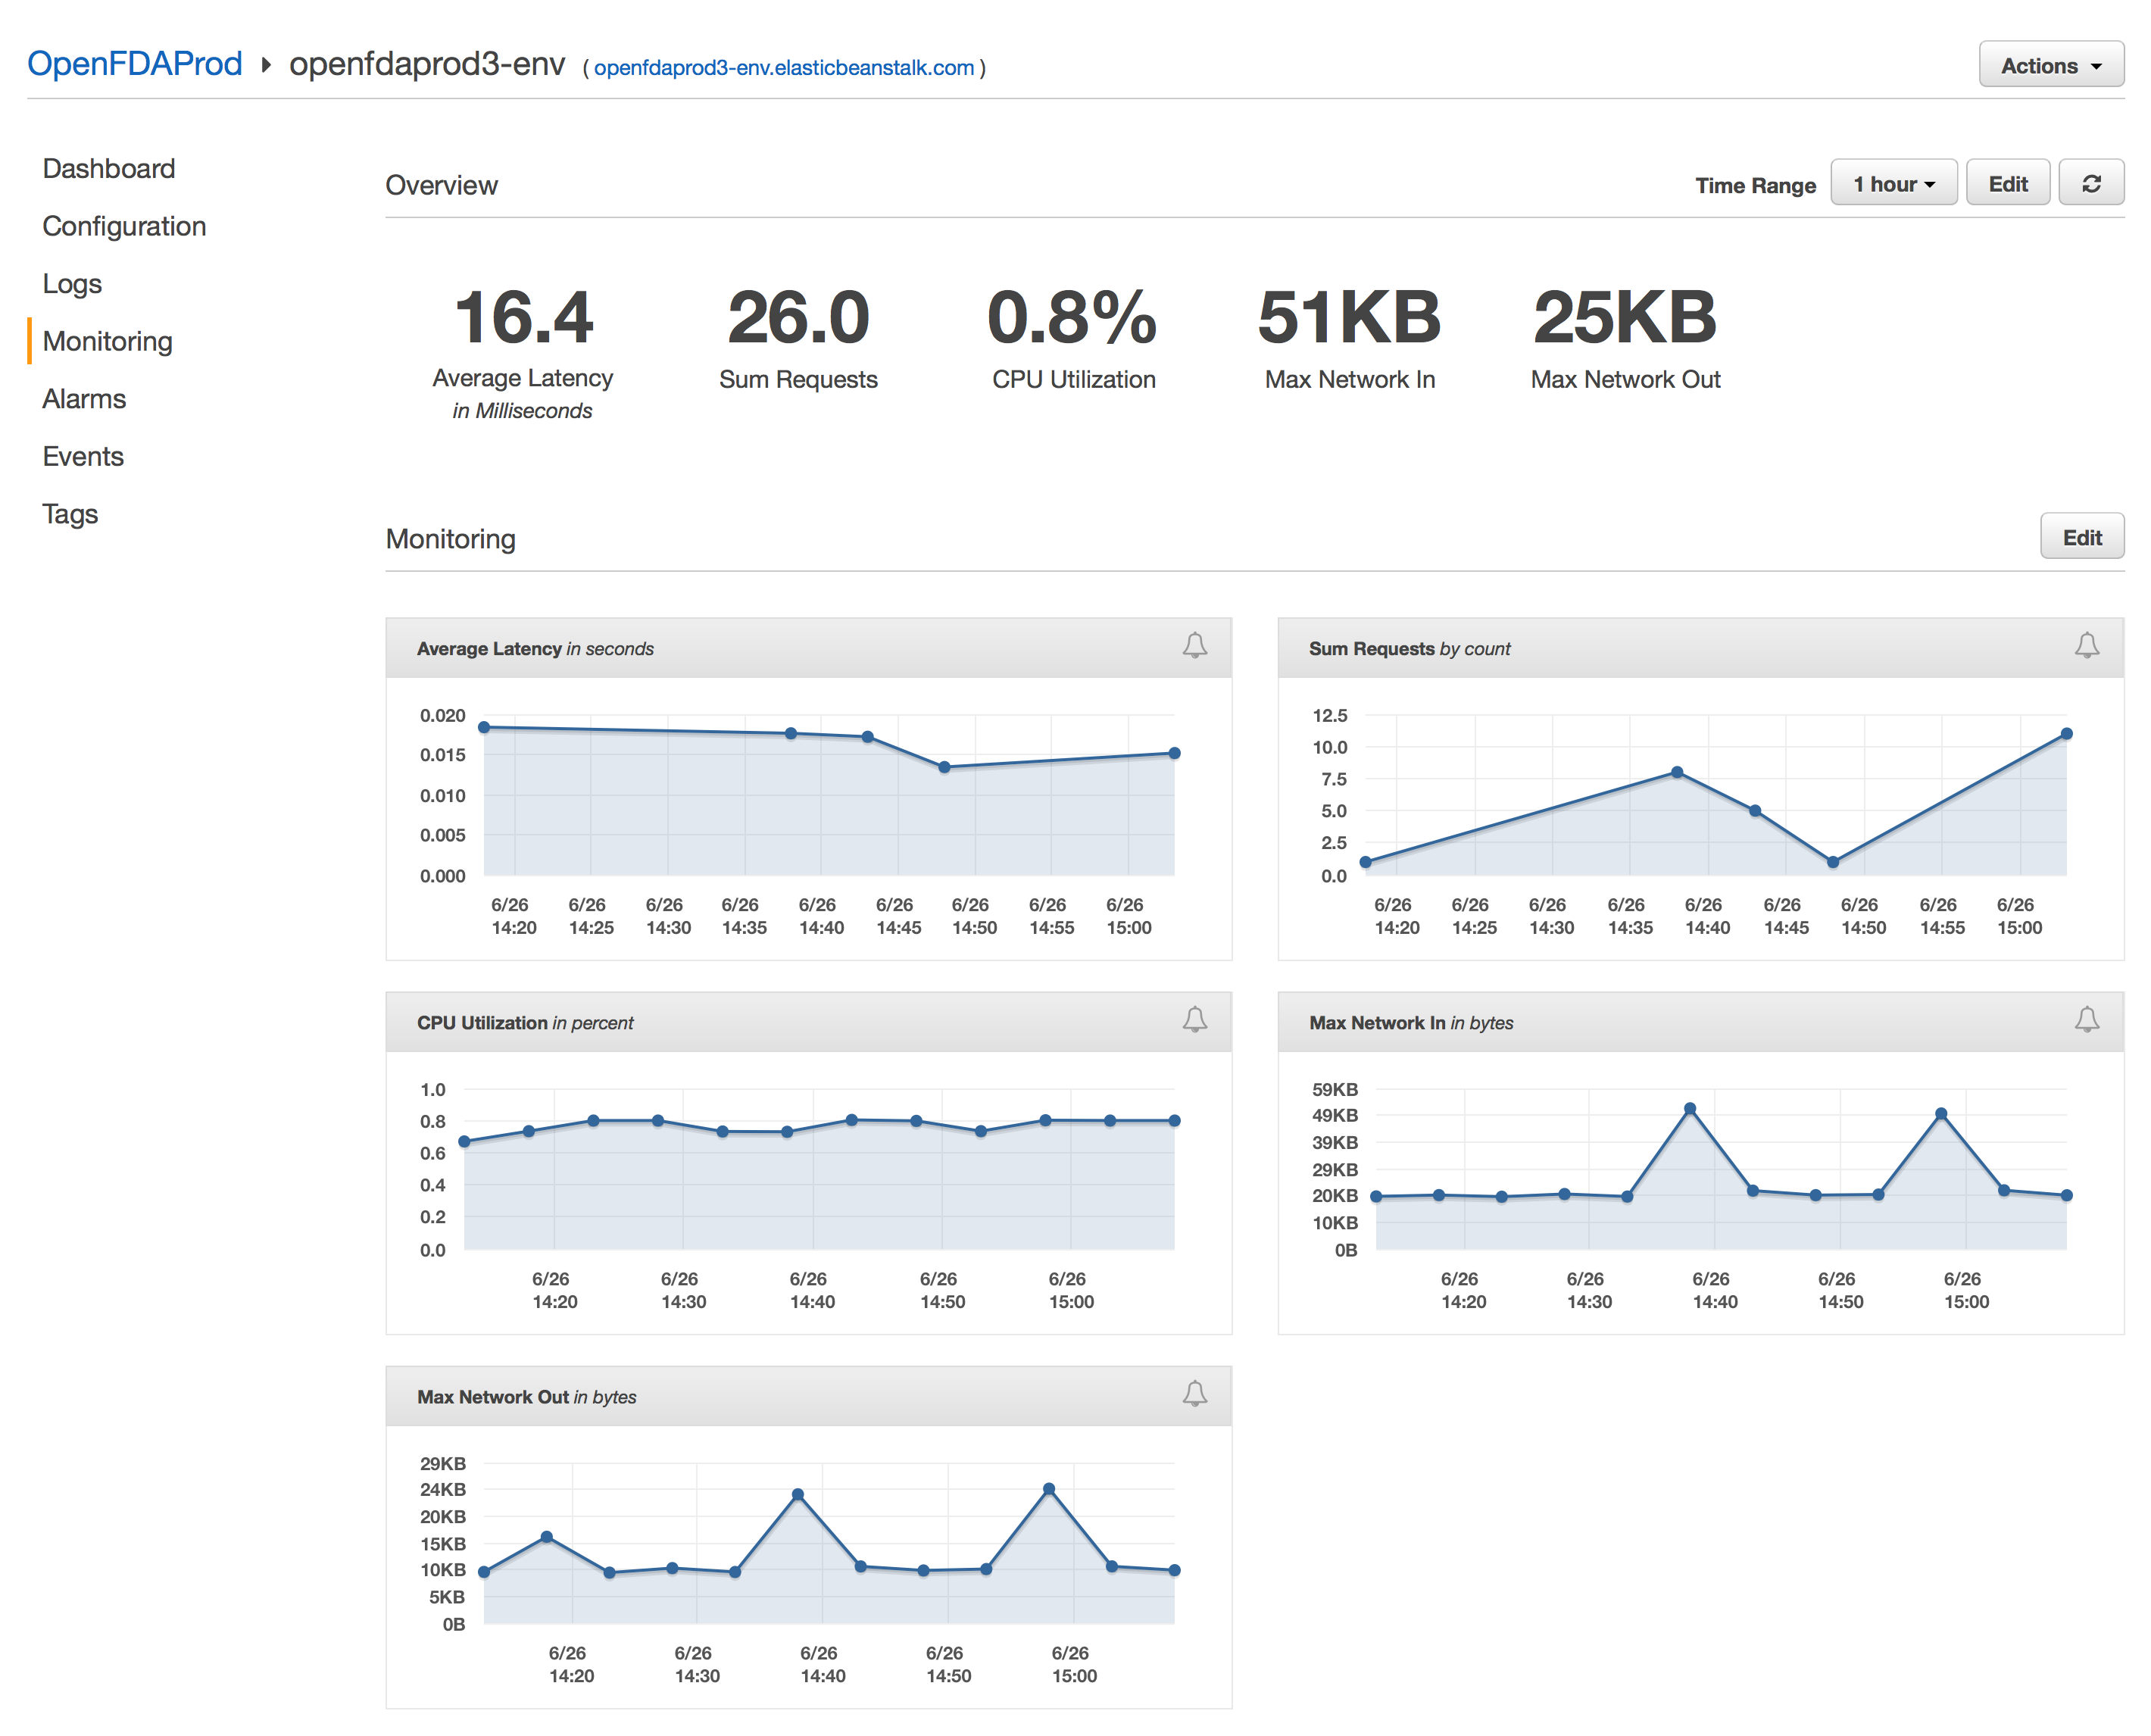 OpenFDAProd openfdaprod3-env ( openfdaprod3-env.elasticbeanstalk.com )
Actions
Dashboard
Configuration
Logs
Monitoring
Alarms
Events
Tags
Overview
Time Range
1 hour
Edit
16.4
Average Latency
in Milliseconds
26.0
Sum Requests
0.8%
CPU Utilization
51KB
Max Network In
25KB
Max Network Out
Monitoring
Edit
Average Latency in seconds
0.020
0.015
0.010
0.005
0.000
6/26 6/26 6/26 6/26 6/26 6/26 6/26 6/26 6/26
14:20 14:25 14:30 14:35 14:40 14:45 14:50 14:55 15:00
Sum Requests by count
12.5
10.0
7.5
5.0
2.5
0.0
6/26 6/26 6/26 6/26 6/26 6/26 6/26 6/26 6/26
14:20 14:25 14:30 14:35 14:40 14:45 14:50 14:55 15:00
CPU Utilization in percent
1.0
0.8
0.6
0.4
0.2
0.0
6/26 6/26 6/26 6/26 6/26
14:20 14:30 14:40 14:50 15:00
Max Network In in bytes
59KB
49KB
39KB
29KB
20KB
10KB
0B
6/26 6/26 6/26 6/26 6/26
14:20 14:30 14:40 14:50 15:00
Max Network Out in bytes
29KB
24KB
20KB
15KB
10KB
5KB
0B
6/26 6/26 6/26 6/26 6/26
14:20 14:30 14:40 14:50 15:00